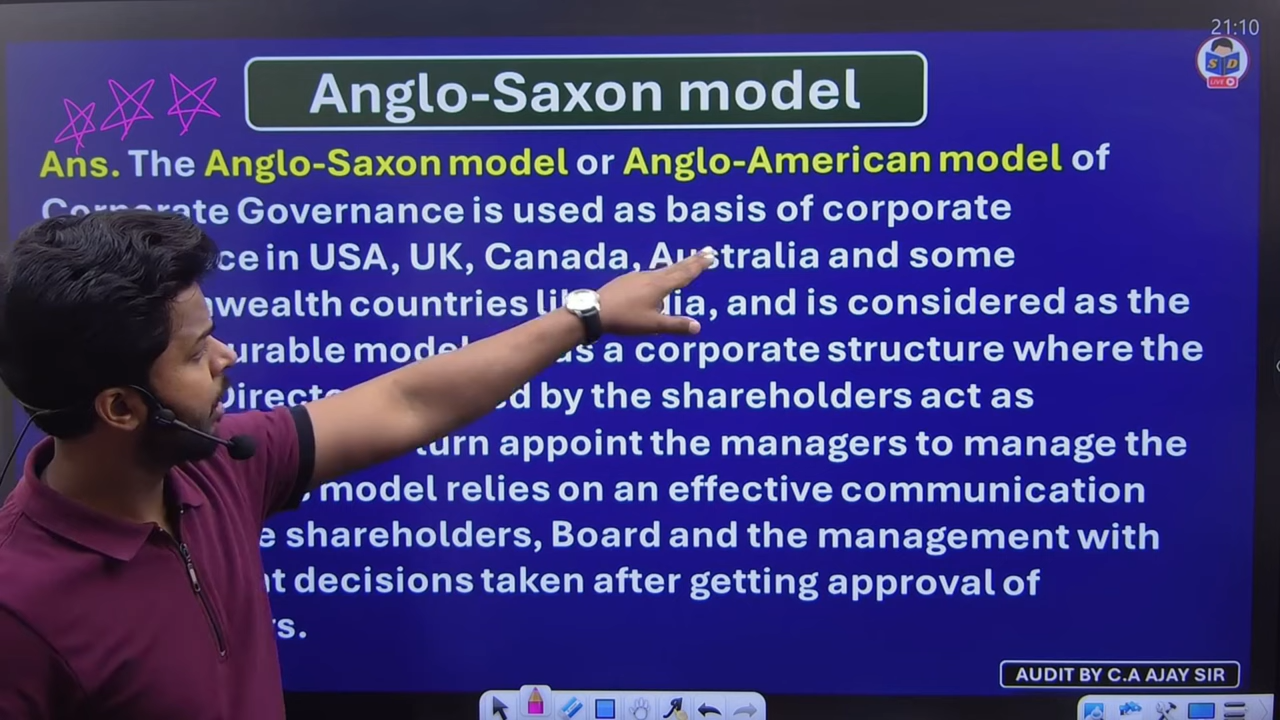 21:10
S D
LIVE
Anglo-Saxon model
Ans. The Anglo-Saxon model or Anglo-American model of
Corporate Governance is used as basis of corporate
ce in USA, UK, Canada, Australia and some
wealth countries li dia, and is considered as the
urable model as a corporate structure where the
Direct d by the shareholders act as
turn appoint the managers to manage the
model relies on an effective communication
e shareholders, Board and the management with
t decisions taken after getting approval of
rs.
AUDIT BY C.A AJAY SIR